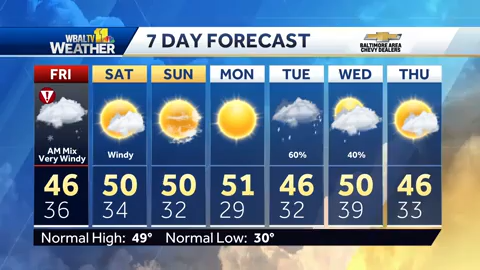 WBALTV 11
WEATHER
7 DAY FORECAST
CHEVROLET
BALTIMORE AREA
CHEVY DEALERS
FRI SAT SUN MON TUE WED THU
AM Mix
Very Windy
Windy
60%
40%
46 50 50 51 46 50 46
36 34 32 29 32 39 33
Normal High: 49° Normal Low: 30°